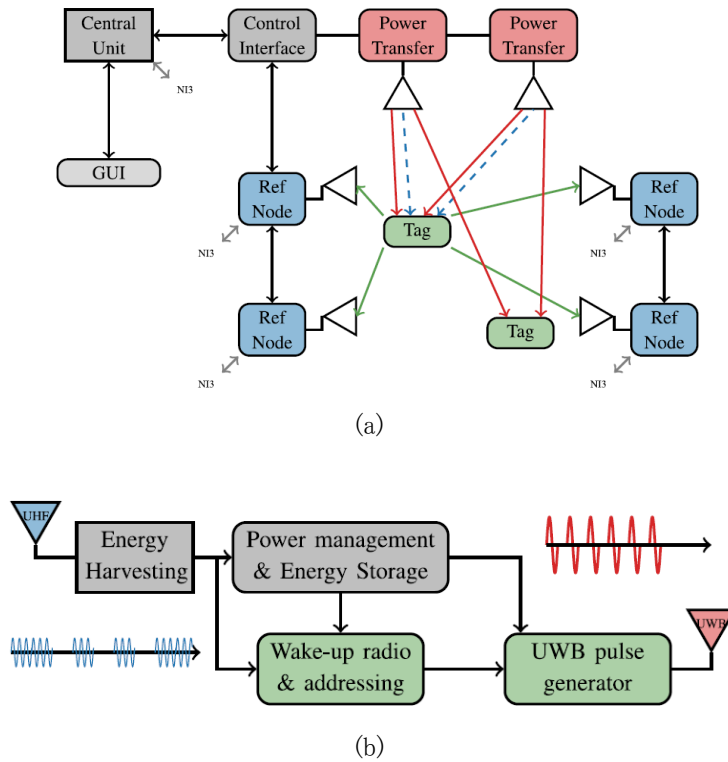 Central
Unit
Control
Interface
Power
Transfer
Power
Transfer
NI3
GUI
Ref
Node
Ref
Node
Tag
NI3
NI3
Ref
Node
Tag
Ref
Node
NI3
NI3
(a)
UHF
Energy
Harvesting
Power management
& Energy Storage
UWB
Wake-up radio
& addressing
UWB pulse
generator
(b)